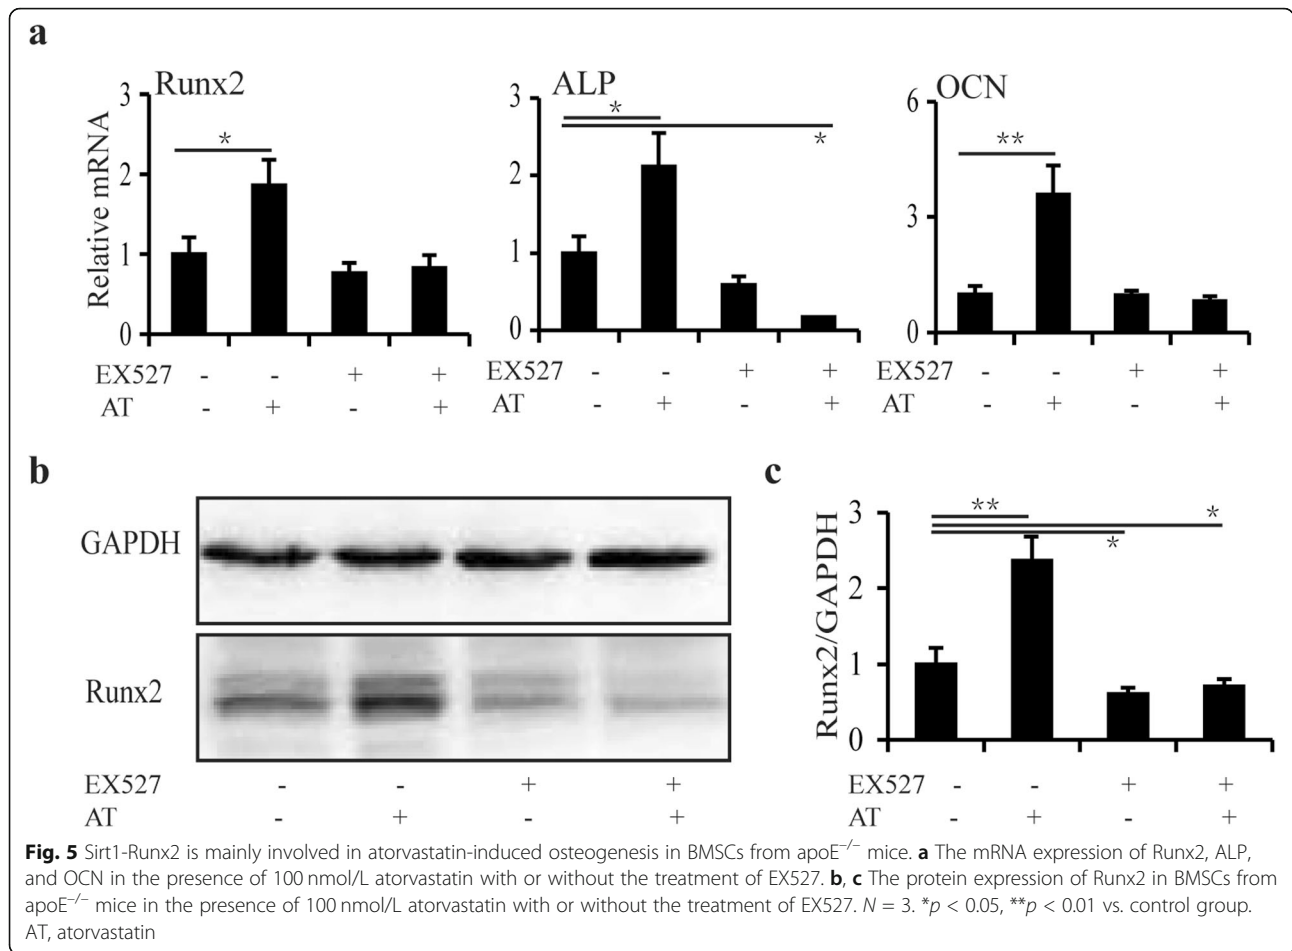 a
Runx2
ALP
OCN
Relative mRNA
3
2
1
0
*
3
2
1
0
*
*
6
3
0
**
EX527 - - + +
AT - + - +
EX527 - - + +
AT - + - +
EX527 - - + +
AT - + - +
b
GAPDH
Runx2
EX527 - - + +
AT - + - +
c
Runx2/GAPDH
3
2
1
0
**
*
*
EX527 - - + +
AT - + - +
Fig. 5 Sirt1-Runx2 is mainly involved in atorvastatin-induced osteogenesis in BMSCs from apoE−/− mice. a The mRNA expression of Runx2, ALP,
and OCN in the presence of 100 nmol/L atorvastatin with or without the treatment of EX527. b, c The protein expression of Runx2 in BMSCs from
apoE−/− mice in the presence of 100 nmol/L atorvastatin with or without the treatment of EX527. N = 3. *p < 0.05, **p < 0.01 vs. control group.
AT, atorvastatin